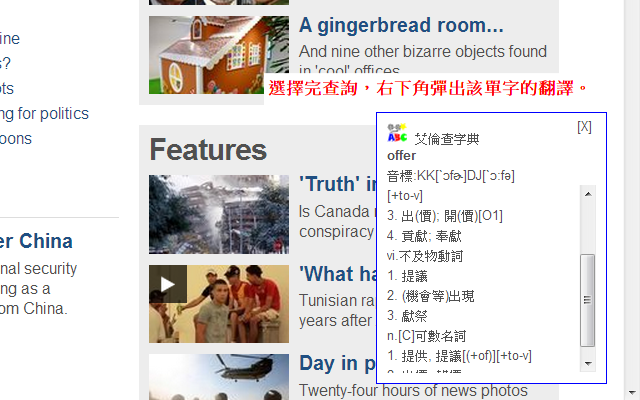 ine
s?
ots
ng for politics
oons
er China
nal security
ng as a
om China.
A gingerbread room...
And nine other bizarre objects found
in 'cool' offices
選擇完查詢，右下角彈出該單字的翻譯。
Features
'Truth' in
Is Canada
conspiracy
'What ha
Tunisian ra
years after
Day in p
Twenty-four hours of news photos
[X]
ABC 艾倫查字典
offer
音標:KK[`ɔfɚ]DJ[`ɔ:fə]
[+to-v]
3. 出(價); 開(價)[O1]
4. 貢獻; 奉獻
vi.不及物動詞
1. 提議
2. (機會等)出現
3. 獻祭
n.[C]可數名詞
1. 提供, 提議[(+of)][+to-v]